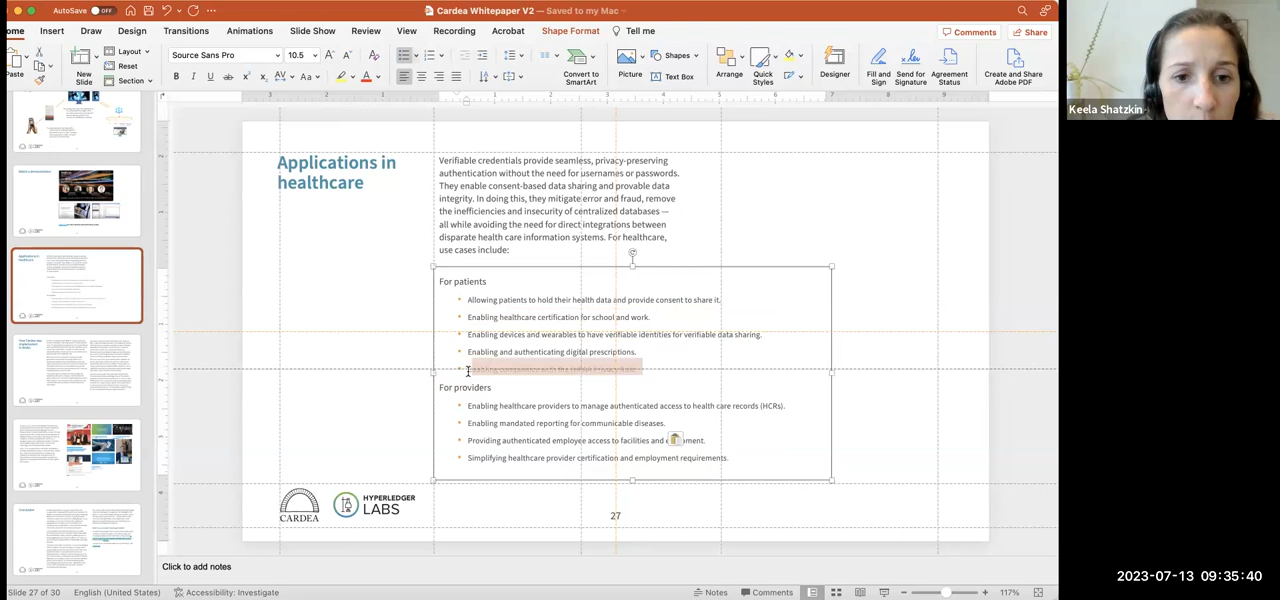 AutoSave OFF
Cardea Whitepaper V2 — Saved to my Mac
Home Insert Draw Design Transitions Animations Slide Show Review View Recording Acrobat Shape Format Tell me
Comments Share
Paste
New Slide
Layout
Reset
Section
Source Sans Pro 10.5
Convert to SmartArt
Picture
Shapes
Text Box
Arrange
Quick Styles
Designer
Fill and Sign
Send for Signature
Agreement Status
Create and Share Adobe PDF
Keela Shatzkin
Applications in
healthcare
Verifiable credentials provide seamless, privacy-preserving
authentication without the need for usernames or passwords.
They enable consent-based data sharing and provable data
integrity. In doing this, they mitigate error and fraud, remove
the inefficiencies and insecurity of centralized databases —
all while avoiding the need for direct integrations between
disparate health care information systems. For healthcare,
use cases include:
For patients
• Allowing patients to hold their health data and provide consent to share it.
• Enabling healthcare certification for school and work.
• Enabling devices and wearables to have verifiable identities for verifiable data sharing.
• Enabling and authenticating digital prescriptions.
For providers
• Enabling healthcare providers to manage authenticated access to health care records (HCRs).
• Enabling mandated reporting for communicable diseases.
• Providing authenticated employee access to facilities and
• Simplifying healthcare provider certification and employment requirements.
CARDEA
HYPERLEDGER
LABS
27
Click to add notes
Slide 27 of 30 English (United States) Accessibility: Investigate Notes Comments 117%
2023-07-13 09:35:40